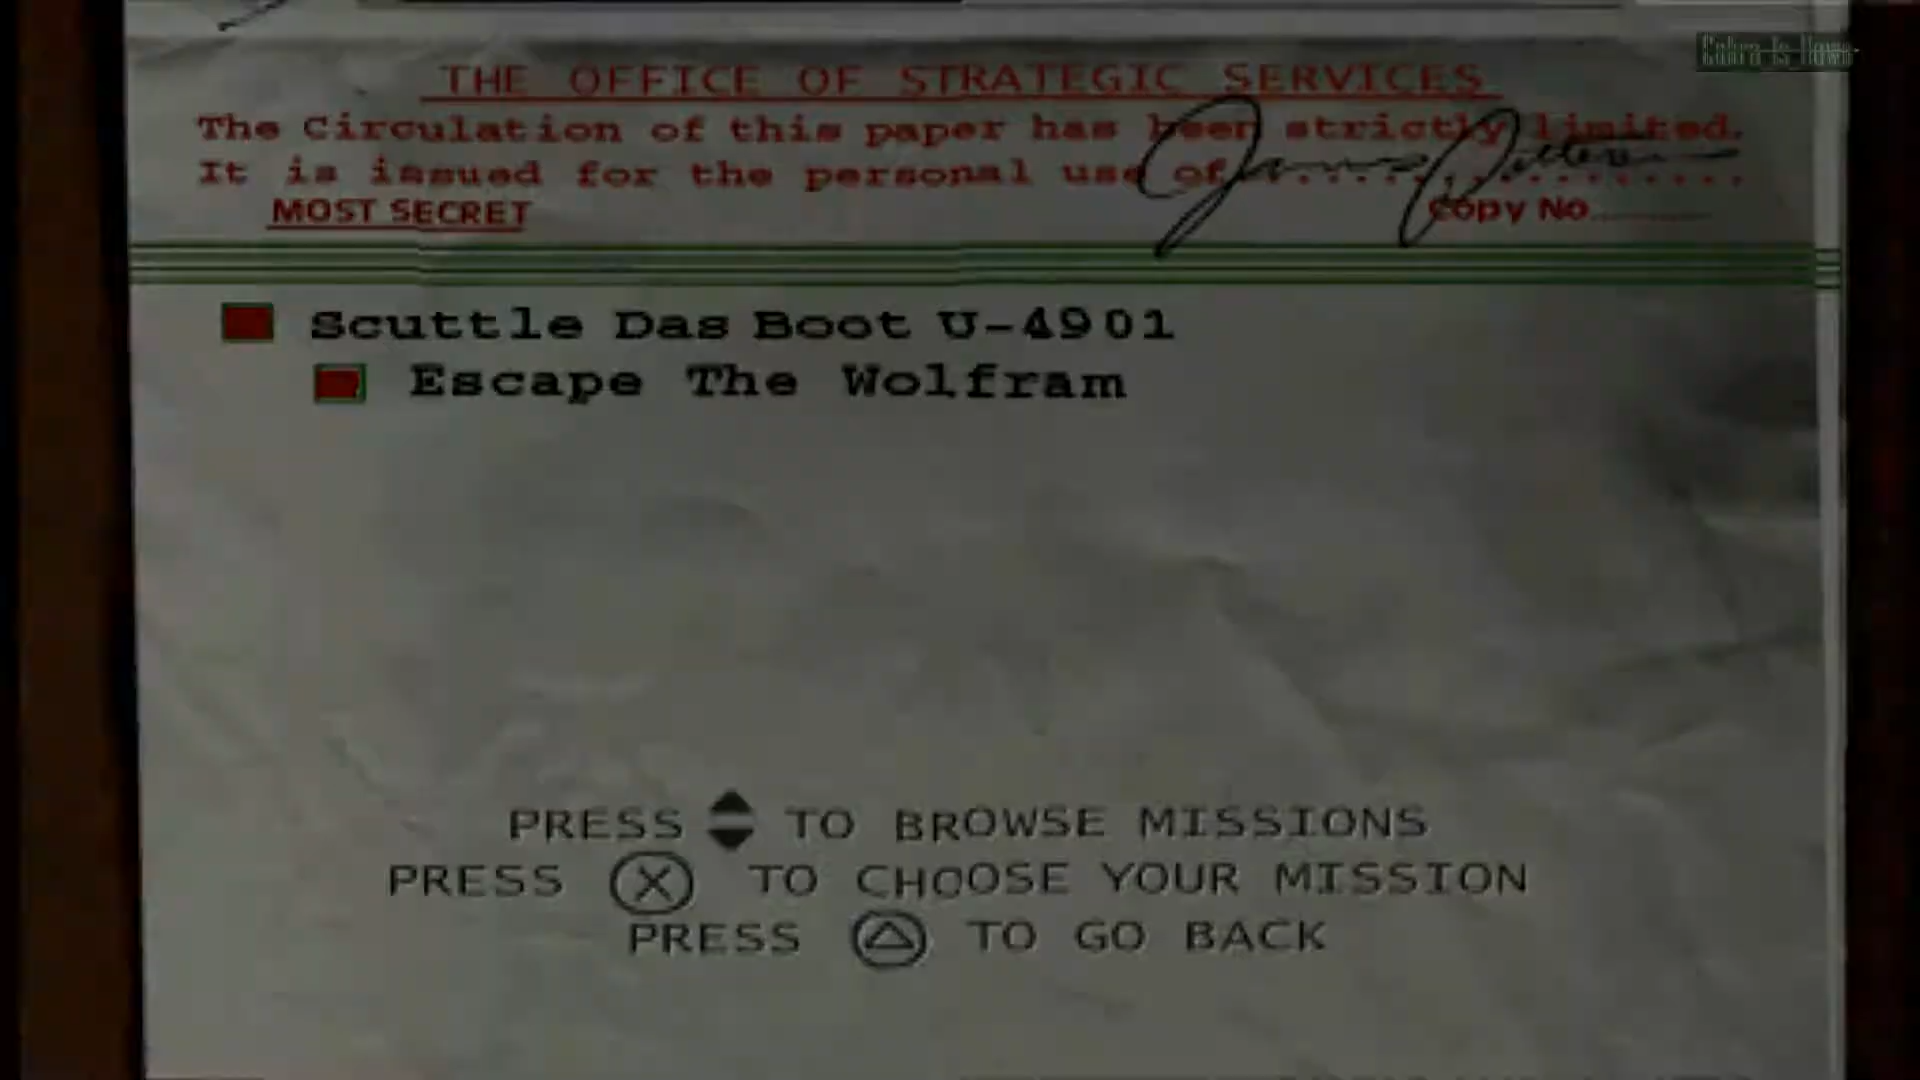 THE OFFICE OF STRATEGIC SERVICES
The Circulation of this paper has been strictly limited.
It is issued for the personal use of James Patterson
MOST SECRET
Copy No.
Scuttle Das Boot U-4901
Escape The Wolfram
PRESS TO BROWSE MISSIONS
PRESS X TO CHOOSE YOUR MISSION
PRESS TO GO BACK